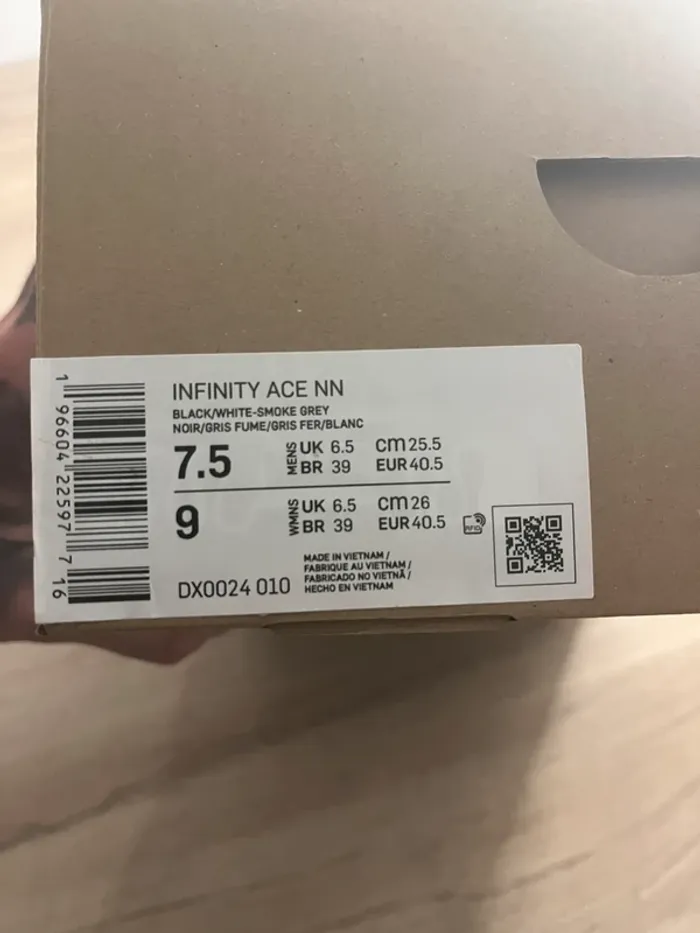 INFINITY ACE NN
BLACK/WHITE-SMOKE GREY
NOIR/GRIS FUME/GRIS FER/BLANC
7.5 MENS UK 6.5 CM 25.5
BR 39 EUR 40.5
9 WMNS UK 6.5 CM 26
BR 39 EUR 40.5
RFID
DX0024 010
MADE IN VIETNAM /
FABRIQUE AU VIETNAM /
FABRICADO NO VIETNÃ /
HECHO EN VIETNAM
1 96604 22597 7 16